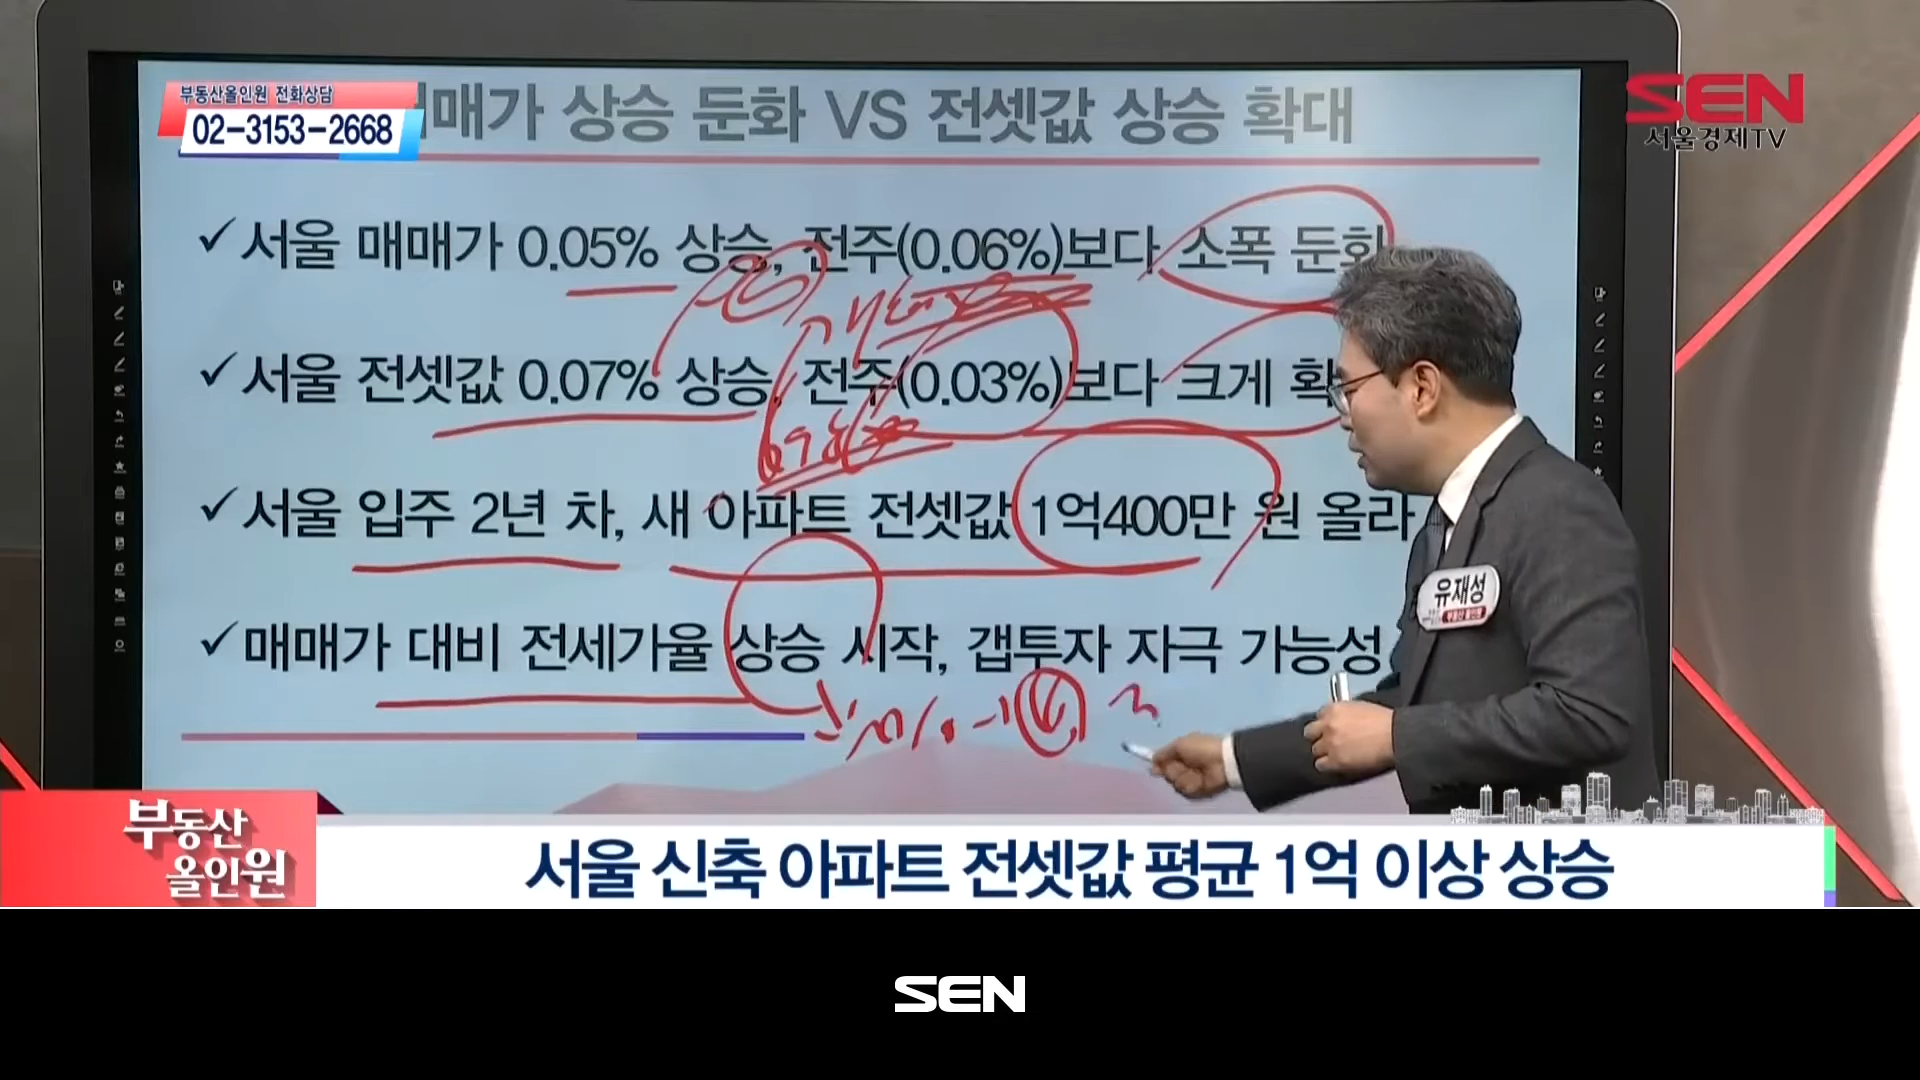 부동산올인원 전화상담
02-3153-2668
매가 상승 둔화 VS 전셋값 상승 확대
SEN
서울경제TV
✓서울 매매가 0.05% 상승, 전주(0.06%)보다 소폭 둔화
✓서울 전셋값 0.07% 상승, 전주(0.03%)보다 크게 확
✓서울 입주 2년 차, 새 아파트 전셋값 1억400만 원 올라
✓매매가 대비 전세가율 상승 시작, 갭투자 자극 가능성
유재성
부동산
올인원
서울 신축 아파트 전셋값 평균 1억 이상 상승
SEN